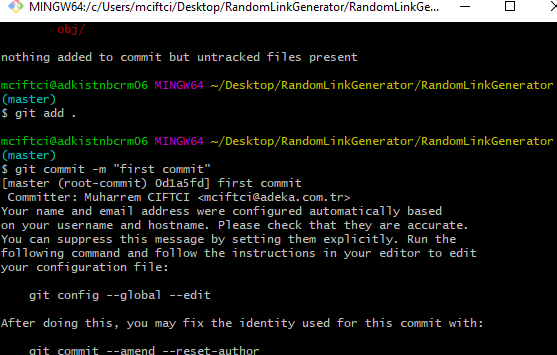 MINGW64:/c/Users/mciftci/Desktop/RandomLinkGenerator/RandomLinkGe...
obj/
nothing added to commit but untracked files present
mciftci@adkistnbcrm06 MINGW64 ~/Desktop/RandomLinkGenerator/RandomLinkGenerator
(master)
$ git add .
mciftci@adkistnbcrm06 MINGW64 ~/Desktop/RandomLinkGenerator/RandomLinkGenerator
(master)
$ git commit -m "first commit"
[master (root-commit) 0d1a5fd] first commit
Committer: Muharrem CIFTCI <mciftci@adeka.com.tr>
Your name and email address were configured automatically based
on your username and hostname. Please check that they are accurate.
You can suppress this message by setting them explicitly. Run the
following command and follow the instructions in your editor to edit
your configuration file:
git config --global --edit
After doing this, you may fix the identity used for this commit with:
git commit --amend --reset-author